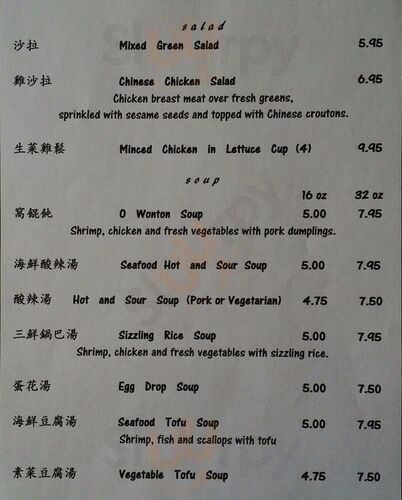 salad
沙拉 Mixed Green Salad 5.95
雞沙拉 Chinese Chicken Salad 6.95
Chicken breast meat over fresh greens,
sprinkled with sesame seeds and topped with Chinese croutons.
生菜雞鬆 Minced Chicken in Lettuce Cup (4) 9.95
soup
16 oz 32 oz
窩餛飩 O Wonton Soup 5.00 7.95
Shrimp, chicken and fresh vegetables with pork dumplings.
海鮮酸辣湯 Seafood Hot and Sour Soup 5.00 7.95
酸辣湯 Hot and Sour Soup (Pork or Vegetarian) 4.75 7.50
三鮮鍋巴湯 Sizzling Rice Soup 5.00 7.95
Shrimp, chicken and fresh vegetables with sizzling rice.
蛋花湯 Egg Drop Soup 5.00 7.50
海鮮豆腐湯 Seafood Tofu Soup 5.00 7.95
Shrimp, fish and scallops with tofu
素菜豆腐湯 Vegetable Tofu Soup 4.75 7.50